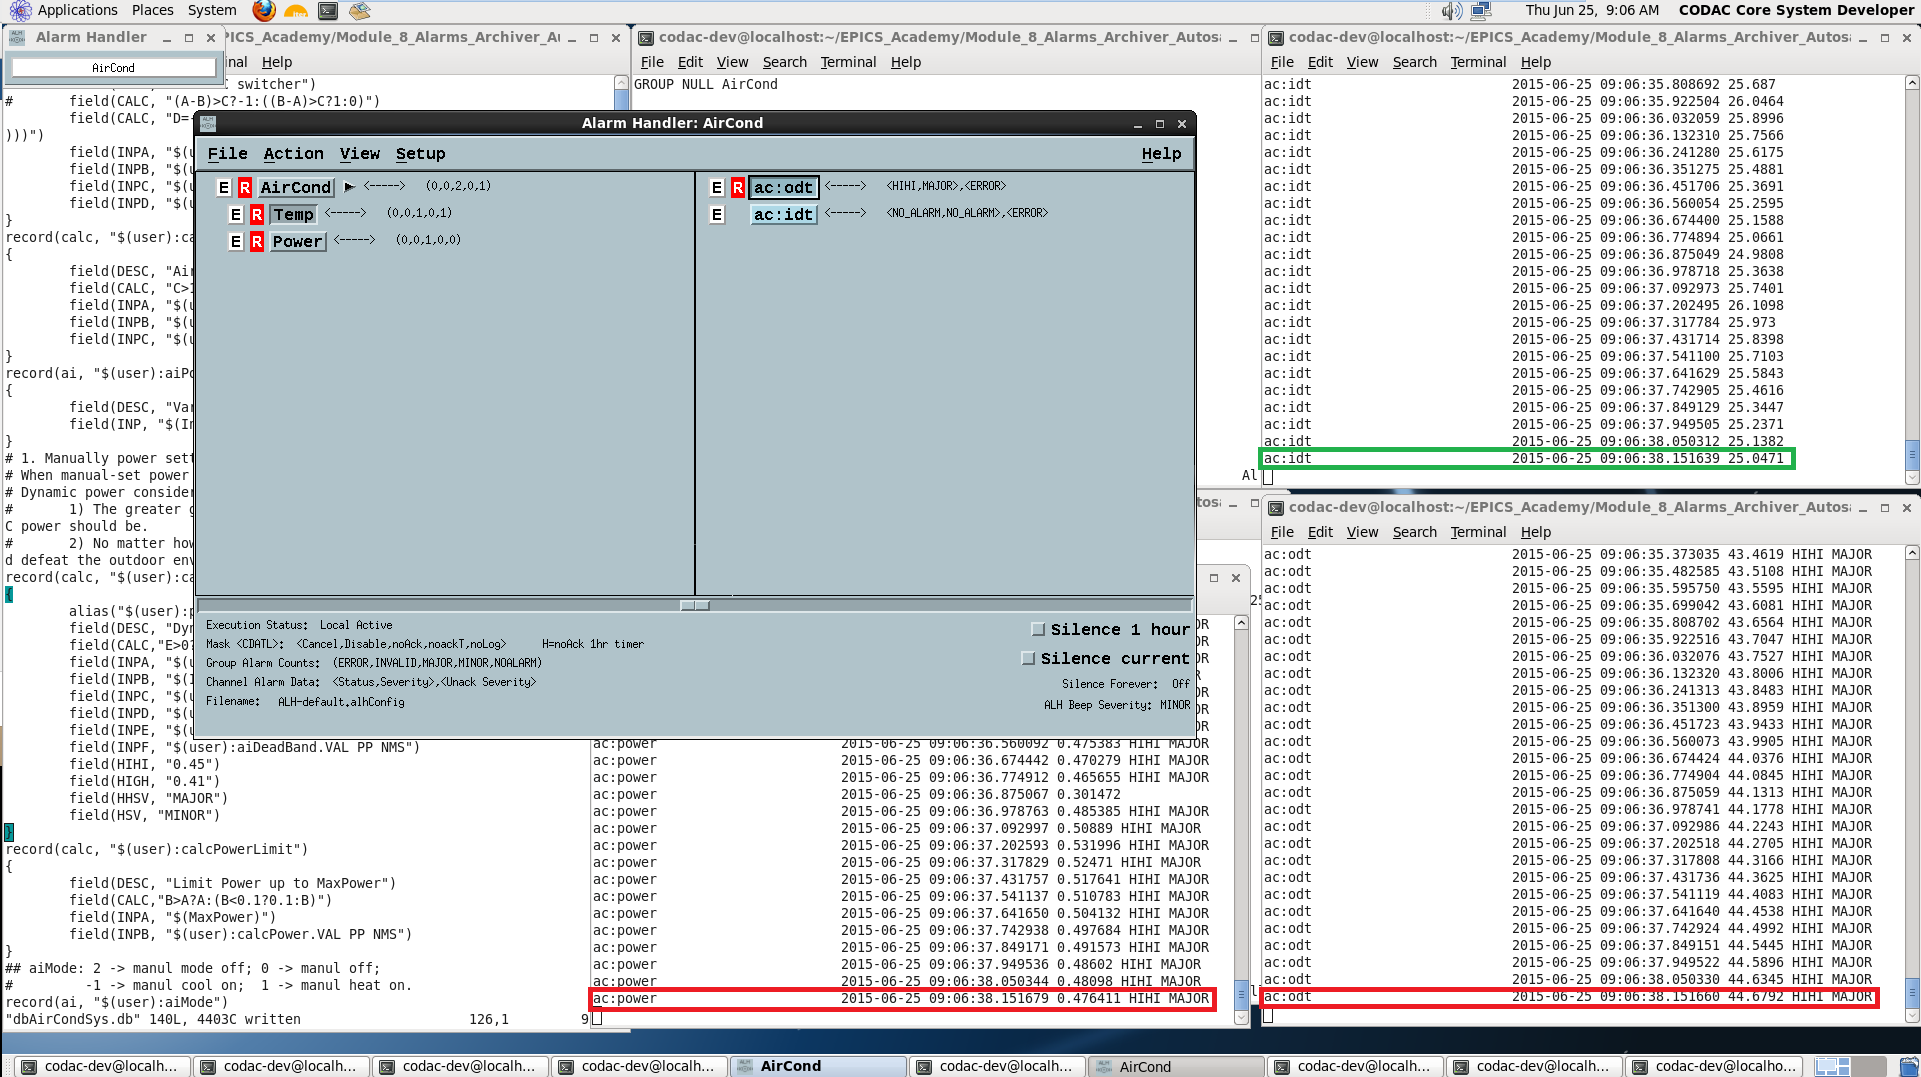 Applications Places System
Thu Jun 25, 9:06 AM CODAC Core System Developer
Alarm Handler
AirCond
PICS_Academy/Module_8_Alarms_Archiver_Au
Help
C switcher")
# field(CALC, "(A-B)>C?-1:((B-A)>C?1:0)")
field(CALC, "D=
)))")
field(INPA, "$(u
field(INPB, "$(u
field(INPC, "$(u
field(INPD, "$(u
}
record(calc, "$(user):ca
{
field(DESC, "Air
field(CALC, "C>1
field(INPA, "$(u
field(INPB, "$(u
field(INPC, "$(u
}
record(ai, "$(user):aiPo
{
field(DESC, "Var
field(INP, "$(In
}
# 1. Manually power sett
# When manual-set power
# Dynamic power consider
# 1) The greater g
C power should be.
# 2) No matter how
d defeat the outdoor env
record(calc, "$(user):ca
{
alias("$(user):p
field(DESC, "Dyn
field(CALC,"E>0?
field(INPA, "$(u
field(INPB, "$(I
field(INPC, "$(u
field(INPD, "$(u
field(INPE, "$(u
field(INPF, "$(user):aiDeadBand.VAL PP NMS")
field(HIHI, "0.45")
field(HIGH, "0.41")
field(HHSV, "MAJOR")
field(HSV, "MINOR")
}
record(calc, "$(user):calcPowerLimit")
{
field(DESC, "Limit Power up to MaxPower")
field(CALC,"B>A?A:(B<0.1?0.1:B)")
field(INPA, "$(MaxPower)")
field(INPB, "$(user):calcPower.VAL PP NMS")
}
## aiMode: 2 -> manul mode off; 0 -> manul off;
# -1 -> manul cool on; 1 -> manul heat on.
record(ai, "$(user):aiMode")
"dbAirCondSys.db" 140L, 4403C written 126,1 9
codac-dev@localhost:~/EPICS_Academy/Module_8_Alarms_Archiver_Autosa
File Edit View Search Terminal Help
GROUP NULL AirCond
Al
Alarm Handler: AirCond
File Action View Setup Help
E R AirCond <-----> (0,0,2,0,1)
E R Temp <-----> (0,0,1,0,1)
E R Power <-----> (0,0,1,0,0)
E R ac:odt <-----> <HIHI,MAJOR>,<ERROR>
E ac:idt <-----> <NO_ALARM,NO_ALARM>,<ERROR>
Execution Status: Local Active
Mask <CDATL>: <Cancel,Disable,noAck,noackT,noLog> H=noAck 1hr timer
Group Alarm Counts: (ERROR,INVALID,MAJOR,MINOR,NOALARM)
Channel Alarm Data: <Status,Severity>,<Unack Severity>
Filename: ALH-default.alhConfig
Silence 1 hour
Silence current
Silence Forever: Off
ALH Beep Severity: MINOR
ac:power 2015-06-25 09:06:36.560092 0.475383 HIHI MAJOR
ac:power 2015-06-25 09:06:36.674442 0.470279 HIHI MAJOR
ac:power 2015-06-25 09:06:36.774912 0.465655 HIHI MAJOR
ac:power 2015-06-25 09:06:36.875067 0.301472
ac:power 2015-06-25 09:06:36.978763 0.485385 HIHI MAJOR
ac:power 2015-06-25 09:06:37.092997 0.50889 HIHI MAJOR
ac:power 2015-06-25 09:06:37.202593 0.531996 HIHI MAJOR
ac:power 2015-06-25 09:06:37.317829 0.52471 HIHI MAJOR
ac:power 2015-06-25 09:06:37.431757 0.517641 HIHI MAJOR
ac:power 2015-06-25 09:06:37.541137 0.510783 HIHI MAJOR
ac:power 2015-06-25 09:06:37.641650 0.504132 HIHI MAJOR
ac:power 2015-06-25 09:06:37.742938 0.497684 HIHI MAJOR
ac:power 2015-06-25 09:06:37.849171 0.491573 HIHI MAJOR
ac:power 2015-06-25 09:06:37.949536 0.48602 HIHI MAJOR
ac:power 2015-06-25 09:06:38.050344 0.48098 HIHI MAJOR
ac:power 2015-06-25 09:06:38.151679 0.476411 HIHI MAJOR
codac-dev@localhost:~/EPICS_Academy/Module_8_Alarms_Archiver_Autosa
File Edit View Search Terminal Help
ac:idt 2015-06-25 09:06:35.808692 25.687
ac:idt 2015-06-25 09:06:35.922504 26.0464
ac:idt 2015-06-25 09:06:36.032059 25.8996
ac:idt 2015-06-25 09:06:36.132310 25.7566
ac:idt 2015-06-25 09:06:36.241280 25.6175
ac:idt 2015-06-25 09:06:36.351275 25.4881
ac:idt 2015-06-25 09:06:36.451706 25.3691
ac:idt 2015-06-25 09:06:36.560054 25.2595
ac:idt 2015-06-25 09:06:36.674400 25.1588
ac:idt 2015-06-25 09:06:36.774894 25.0661
ac:idt 2015-06-25 09:06:36.875049 24.9808
ac:idt 2015-06-25 09:06:36.978718 25.3638
ac:idt 2015-06-25 09:06:37.092973 25.7401
ac:idt 2015-06-25 09:06:37.202495 26.1098
ac:idt 2015-06-25 09:06:37.317784 25.973
ac:idt 2015-06-25 09:06:37.431714 25.8398
ac:idt 2015-06-25 09:06:37.541100 25.7103
ac:idt 2015-06-25 09:06:37.641629 25.5843
ac:idt 2015-06-25 09:06:37.742905 25.4616
ac:idt 2015-06-25 09:06:37.849129 25.3447
ac:idt 2015-06-25 09:06:37.949505 25.2371
ac:idt 2015-06-25 09:06:38.050312 25.1382
ac:idt 2015-06-25 09:06:38.151639 25.0471
codac-dev@localhost:~/EPICS_Academy/Module_8_Alarms_Archiver_Autosa
File Edit View Search Terminal Help
ac:odt 2015-06-25 09:06:35.373035 43.4619 HIHI MAJOR
ac:odt 2015-06-25 09:06:35.482585 43.5108 HIHI MAJOR
ac:odt 2015-06-25 09:06:35.595750 43.5595 HIHI MAJOR
ac:odt 2015-06-25 09:06:35.699042 43.6081 HIHI MAJOR
ac:odt 2015-06-25 09:06:35.808702 43.6564 HIHI MAJOR
ac:odt 2015-06-25 09:06:35.922516 43.7047 HIHI MAJOR
ac:odt 2015-06-25 09:06:36.032076 43.7527 HIHI MAJOR
ac:odt 2015-06-25 09:06:36.132320 43.8006 HIHI MAJOR
ac:odt 2015-06-25 09:06:36.241313 43.8483 HIHI MAJOR
ac:odt 2015-06-25 09:06:36.351300 43.8959 HIHI MAJOR
ac:odt 2015-06-25 09:06:36.451723 43.9433 HIHI MAJOR
ac:odt 2015-06-25 09:06:36.560073 43.9905 HIHI MAJOR
ac:odt 2015-06-25 09:06:36.674424 44.0376 HIHI MAJOR
ac:odt 2015-06-25 09:06:36.774904 44.0845 HIHI MAJOR
ac:odt 2015-06-25 09:06:36.875059 44.1313 HIHI MAJOR
ac:odt 2015-06-25 09:06:36.978741 44.1778 HIHI MAJOR
ac:odt 2015-06-25 09:06:37.092986 44.2243 HIHI MAJOR
ac:odt 2015-06-25 09:06:37.202518 44.2705 HIHI MAJOR
ac:odt 2015-06-25 09:06:37.317808 44.3166 HIHI MAJOR
ac:odt 2015-06-25 09:06:37.431736 44.3625 HIHI MAJOR
ac:odt 2015-06-25 09:06:37.541119 44.4083 HIHI MAJOR
ac:odt 2015-06-25 09:06:37.641640 44.4538 HIHI MAJOR
ac:odt 2015-06-25 09:06:37.742924 44.4992 HIHI MAJOR
ac:odt 2015-06-25 09:06:37.849151 44.5445 HIHI MAJOR
ac:odt 2015-06-25 09:06:37.949522 44.5896 HIHI MAJOR
ac:odt 2015-06-25 09:06:38.050330 44.6345 HIHI MAJOR
ac:odt 2015-06-25 09:06:38.151660 44.6792 HIHI MAJOR
codac-dev@localh... codac-dev@localh... codac-dev@localh... codac-dev@localh... AirCond codac-dev@localh... AirCond codac-dev@localh... codac-dev@localh... codac-dev@localho...